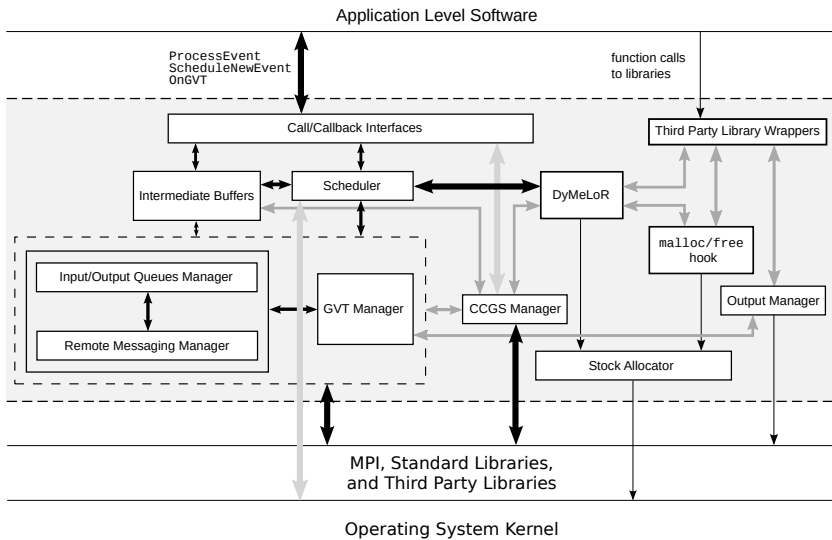 Application Level Software
ProcessEvent
ScheduleNewEvent
OnGVT
function calls
to libraries
Call/Callback Interfaces
Third Party Library Wrappers
Intermediate Buffers
Scheduler
DyMeLoR
malloc/free
hook
Input/Output Queues Manager
GVT Manager
CCGS Manager
Output Manager
Remote Messaging Manager
Stock Allocator
MPI, Standard Libraries,
and Third Party Libraries
Operating System Kernel